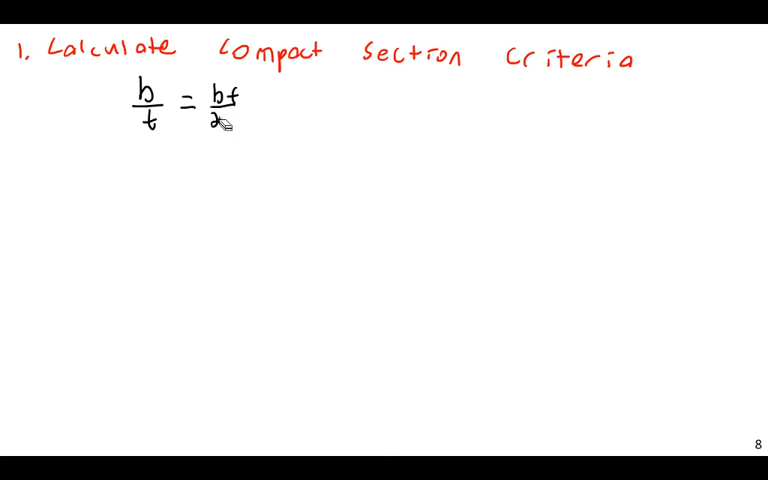 1. Calculate compact section criteria
b/t = bf/2
8